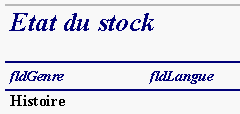 Etat du stock
fldGenre fldLangue
Histoire